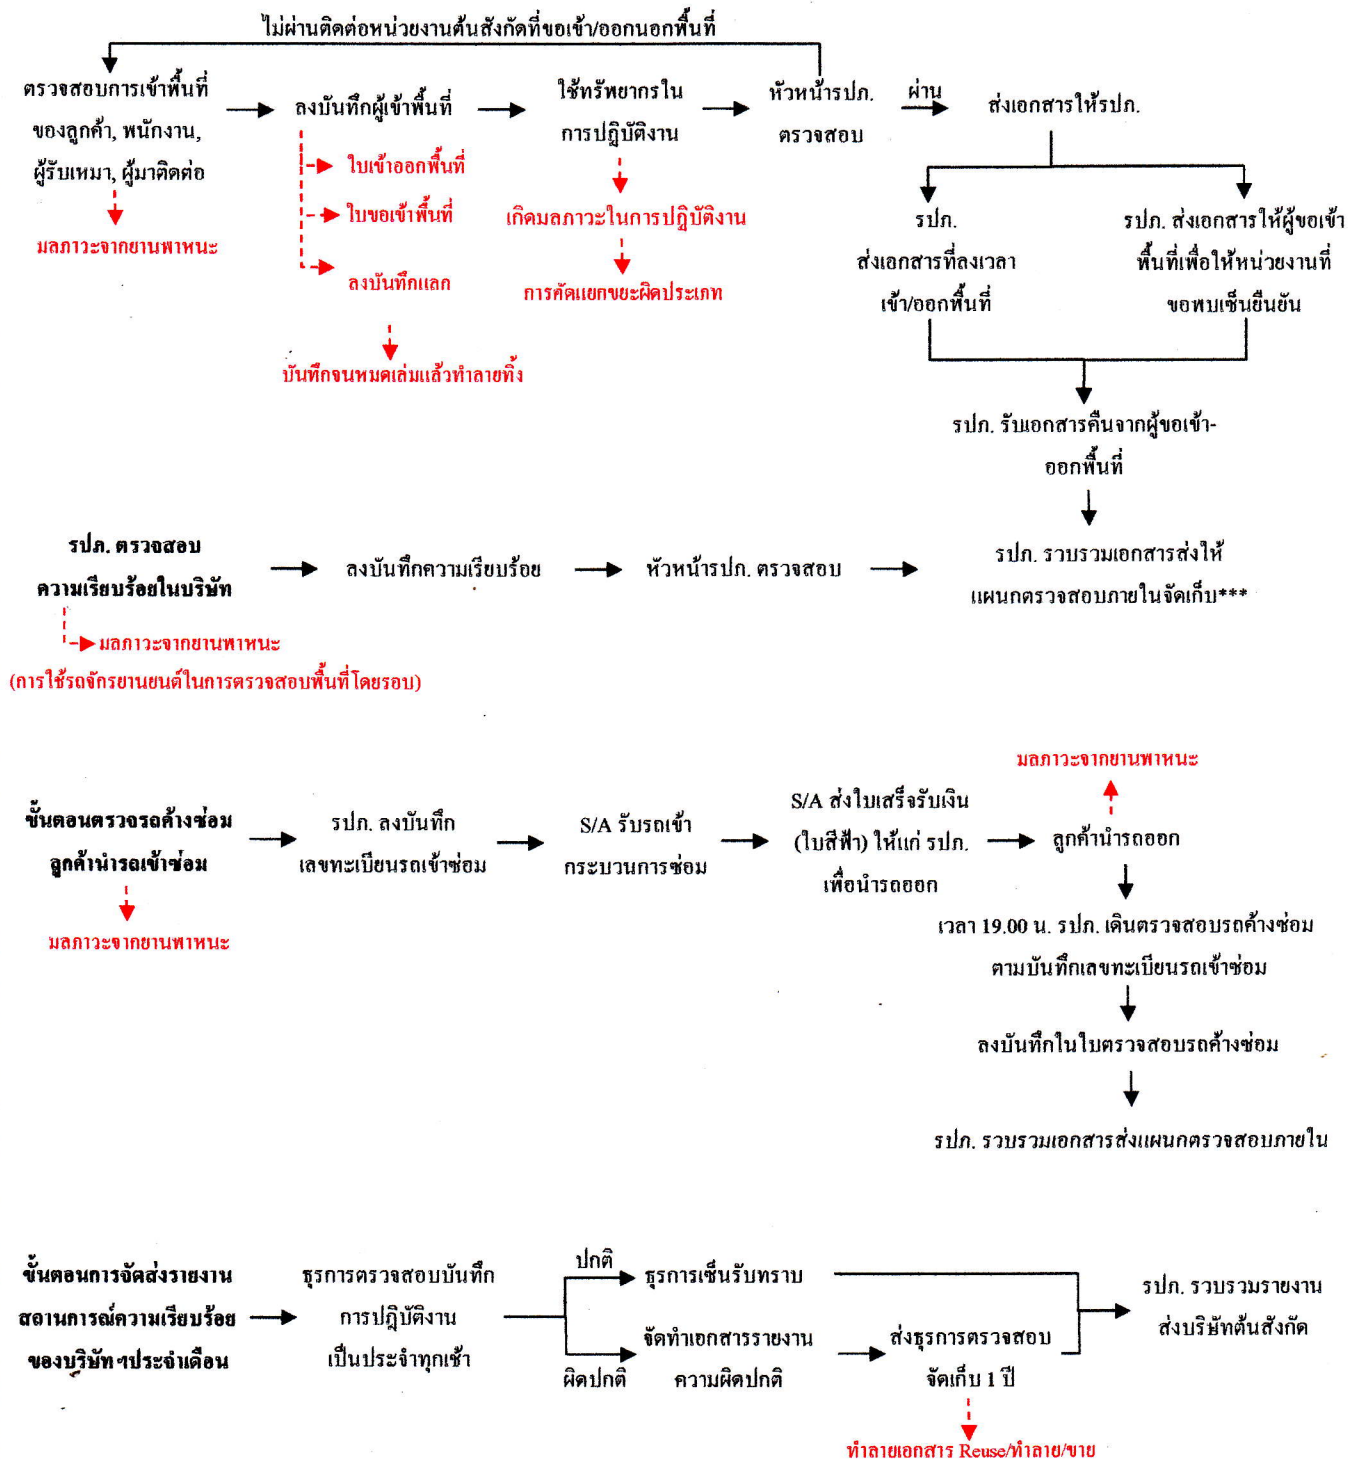 ไม่ผ่านติดต่อหน่วยงานต้นสังกัดที่ขอเข้า/ออกนอกพื้นที่
ตรวจสอบการเข้าพื้นที่
ของลูกค้า, พนักงาน,
ผู้รับเหมา, ผู้มาติดต่อ
มลภาวะจากยานพาหนะ
ลงบันทึกผู้เข้าพื้นที่
ใบเข้าออกพื้นที่
ใบขอเข้าพื้นที่
ลงบันทึกแลก
บันทึกจนหมดเล่มแล้วทำลายทิ้ง
ใช้ทรัพยากรใน
การปฏิบัติงาน
เกิดมลภาวะในการปฏิบัติงาน
การคัดแยกขยะผิดประเภท
หัวหน้ารปภ.
ตรวจสอบ
ผ่าน
ส่งเอกสารให้รปภ.
รปภ.
ส่งเอกสารที่ลงเวลา
เข้า/ออกพื้นที่
รปภ. ส่งเอกสารให้ผู้ขอเข้า
พื้นที่เพื่อให้หน่วยงานที่
ขอพบเซ็นยืนยัน
รปภ. รับเอกสารคืนจากผู้ขอเข้า-
ออกพื้นที่
รปภ. ตรวจสอบ
ความเรียบร้อยในบริษัท
มลภาวะจากยานพาหนะ
(การใช้รถจักรยานยนต์ในการตรวจสอบพื้นที่โดยรอบ)
ลงบันทึกความเรียบร้อย
หัวหน้ารปภ. ตรวจสอบ
รปภ. รวบรวมเอกสารส่งให้
แผนกตรวจสอบภายในจัดเก็บ***
ขั้นตอนตรวจรถค้างซ่อม
ลูกค้านำรถเข้าซ่อม
มลภาวะจากยานพาหนะ
รปภ. ลงบันทึก
เลขทะเบียนรถเข้าซ่อม
S/A รับรถเข้า
กระบวนการซ่อม
S/A ส่งใบเสร็จรับเงิน
(ใบสีฟ้า) ให้แก่ รปภ.
เพื่อนำรถออก
มลภาวะจากยานพาหนะ
ลูกค้านำรถออก
เวลา 19.00 น. รปภ. เดินตรวจสอบรถค้างซ่อม
ตามบันทึกเลขทะเบียนรถเข้าซ่อม
ลงบันทึกในใบตรวจสอบรถค้างซ่อม
รปภ. รวบรวมเอกสารส่งแผนกตรวจสอบภายใน
ขั้นตอนการจัดส่งรายงาน
สถานการณ์ความเรียบร้อย
ของบริษัทฯประจำเดือน
ธุรการตรวจสอบบันทึก
การปฏิบัติงาน
เป็นประจำทุกเช้า
ปกติ
ธุรการเซ็นรับทราบ
ผิดปกติ
จัดทำเอกสารรายงาน
ความผิดปกติ
ส่งธุรการตรวจสอบ
จัดเก็บ 1 ปี
ทำลายเอกสาร Reuse/ทำลาย/ขาย
รปภ. รวบรวมรายงาน
ส่งบริษัทต้นสังกัด